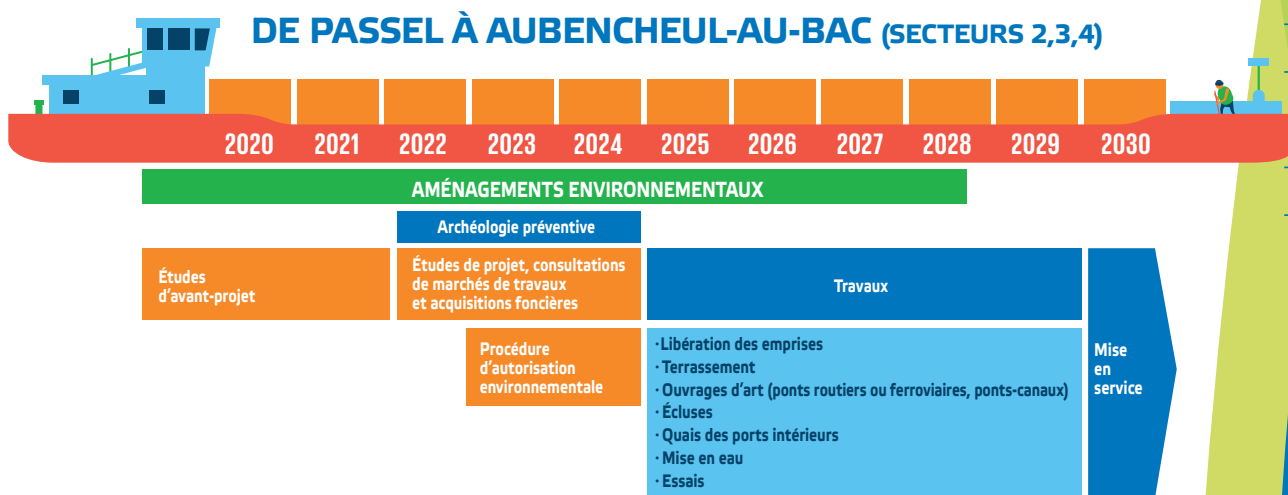 DE PASSEL À AUBENCHEUL-AU-BAC (SECTEURS 2,3,4)
2020 2021 2022 2023 2024 2025 2026 2027 2028 2029 2030
AMÉNAGEMENTS ENVIRONNEMENTAUX
Archéologie préventive
Études
d'avant-projet
Études de projet, consultations
de marchés de travaux
et acquisitions foncières
Travaux
Procédure
d'autorisation
environnementale
· Libération des emprises
· Terrassement
· Ouvrages d'art (ponts routiers ou ferroviaires, ponts-canaux)
· Écluses
· Quais des ports intérieurs
· Mise en eau
· Essais
Mise
en
service